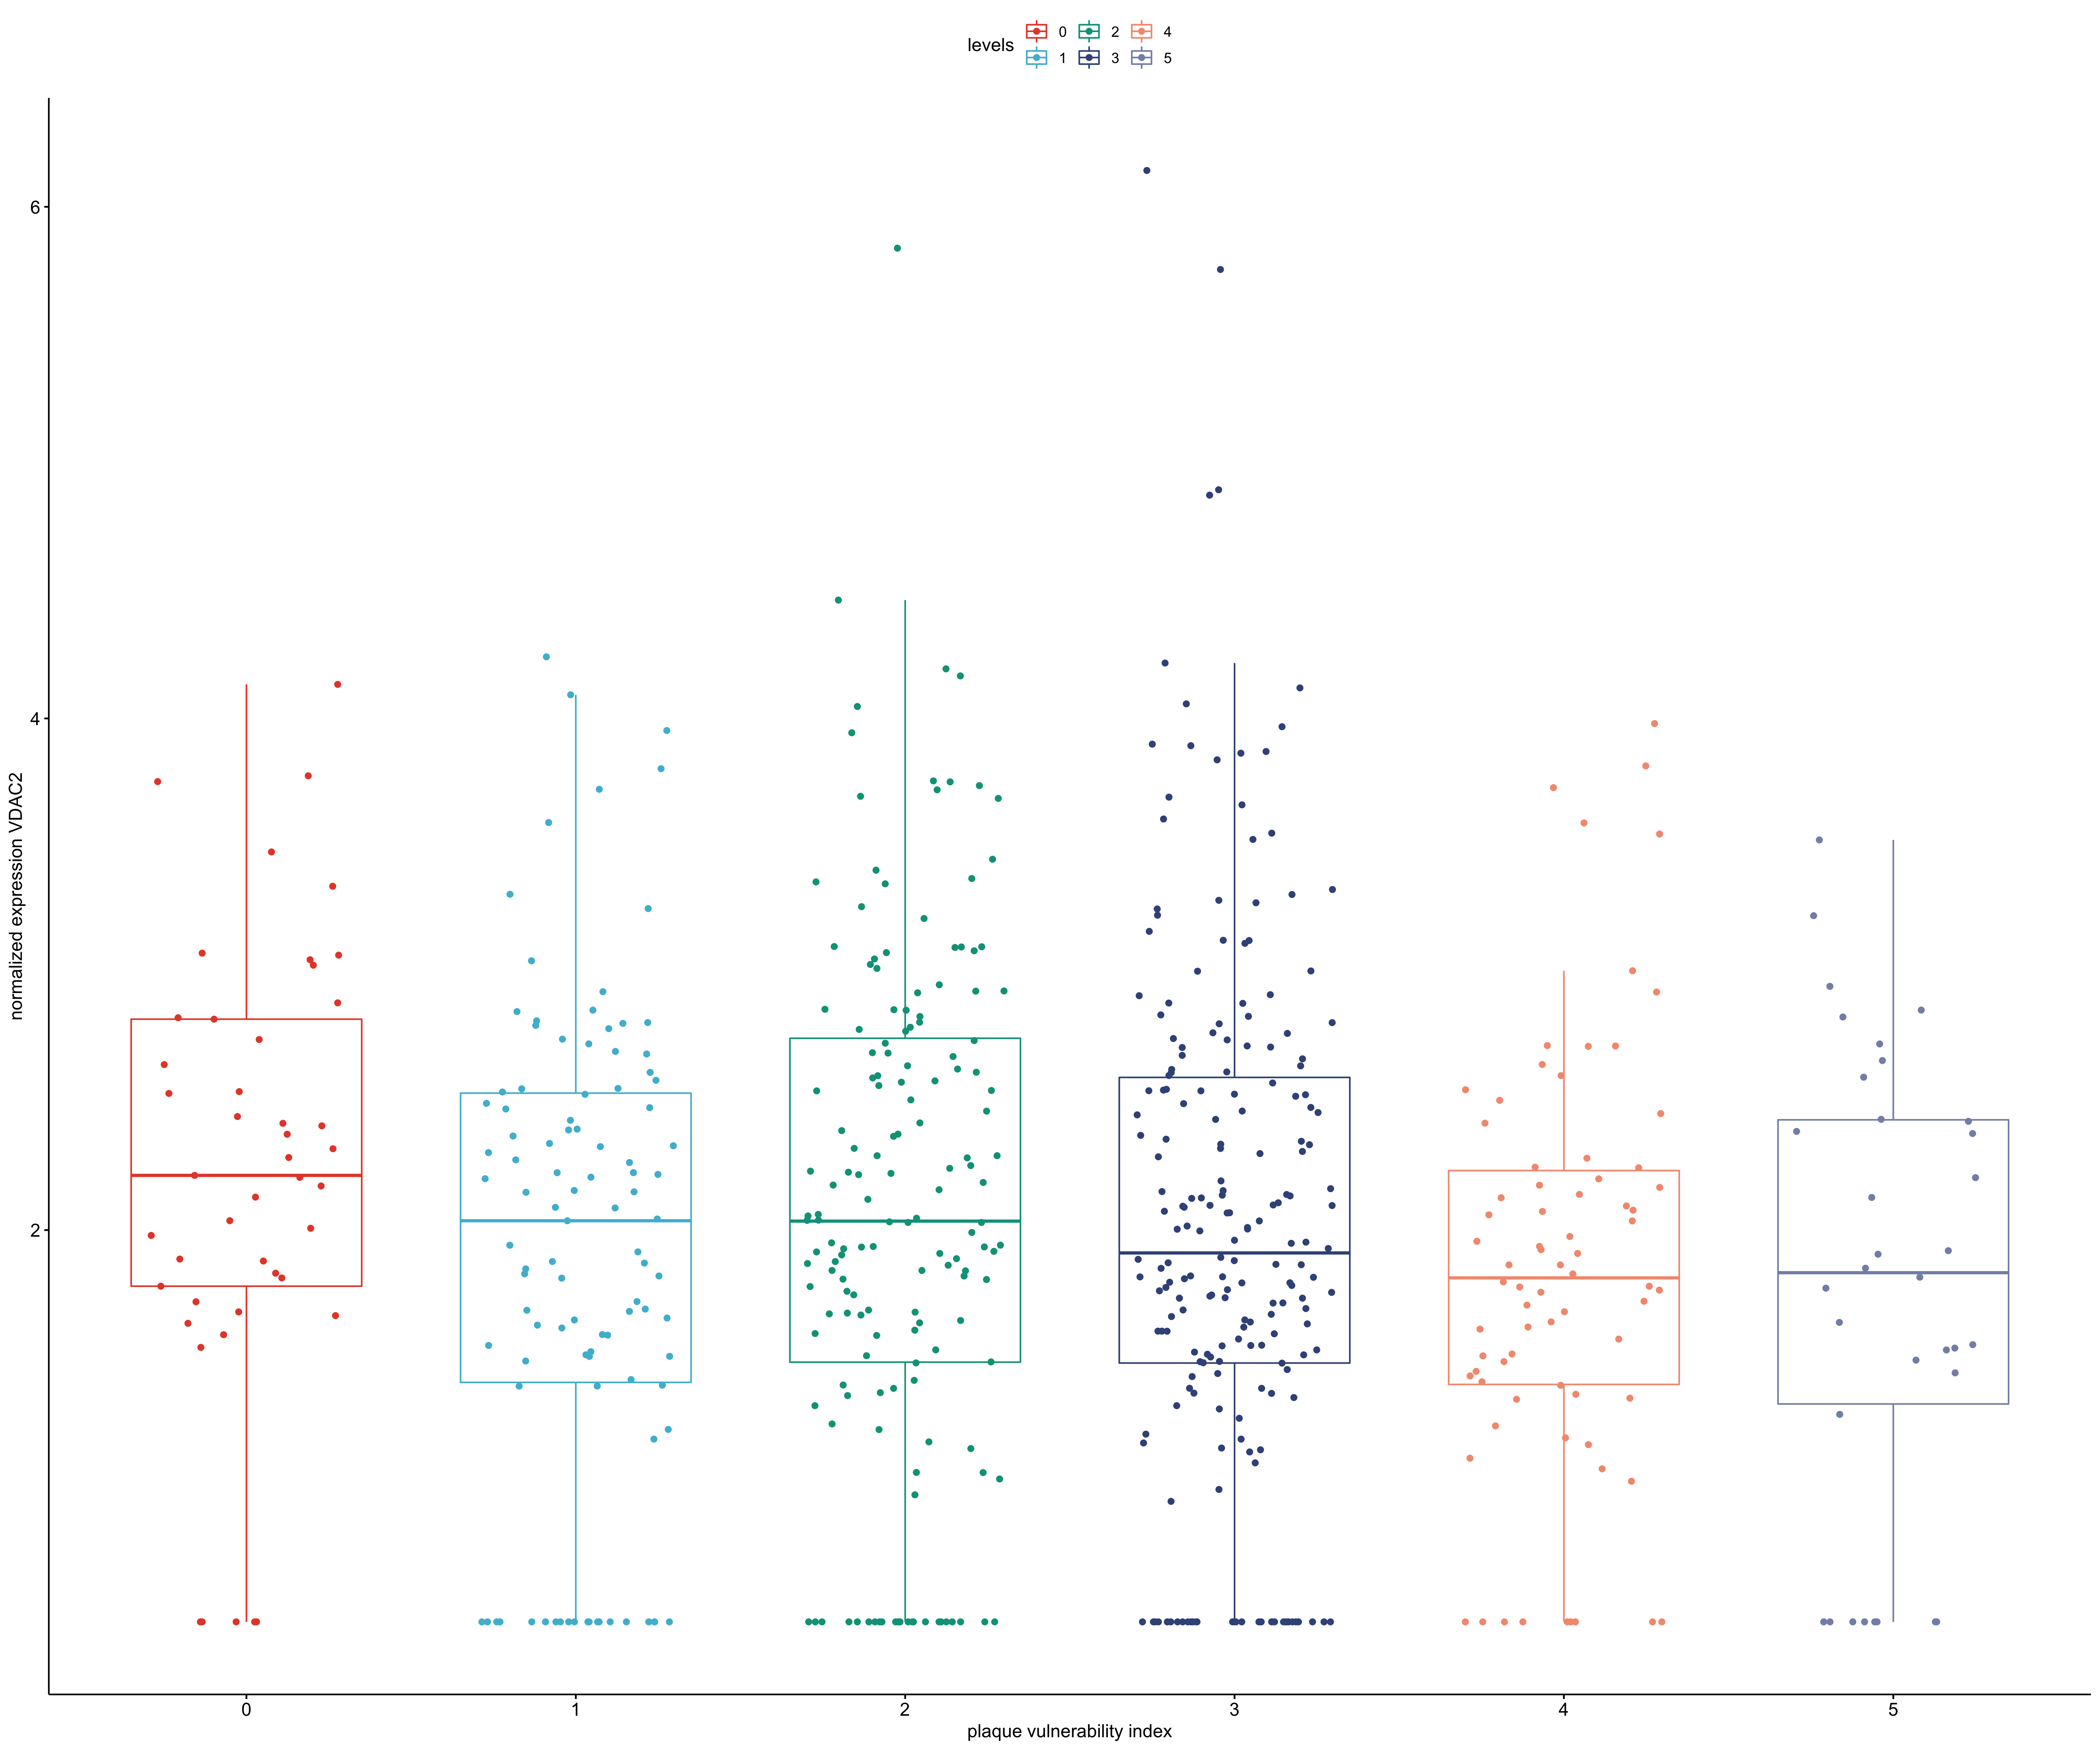 levels
0 2 4
1 3 5
6
4
2
normalized expression VDAC2
0 1 2 3 4 5
plaque vulnerability index